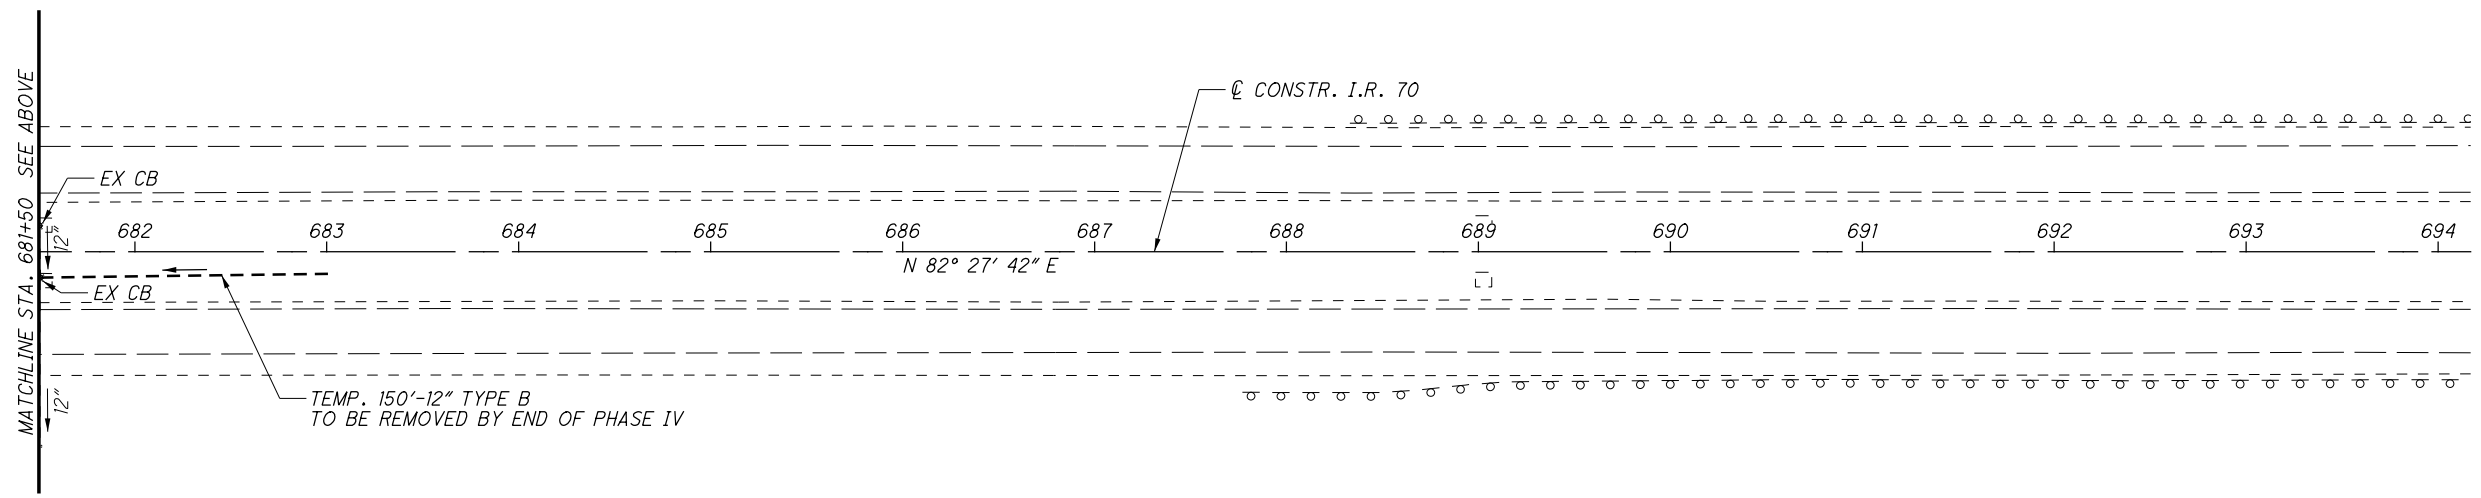 MATCHLINE STA. 681+50 SEE ABOVE
℄ CONSTR. I.R. 70
EX CB
12"
682 683 684 685 686 687 688 689 690 691 692 693 694
N 82° 27' 42" E
EX CB
12"
TEMP. 150'-12" TYPE B
TO BE REMOVED BY END OF PHASE IV